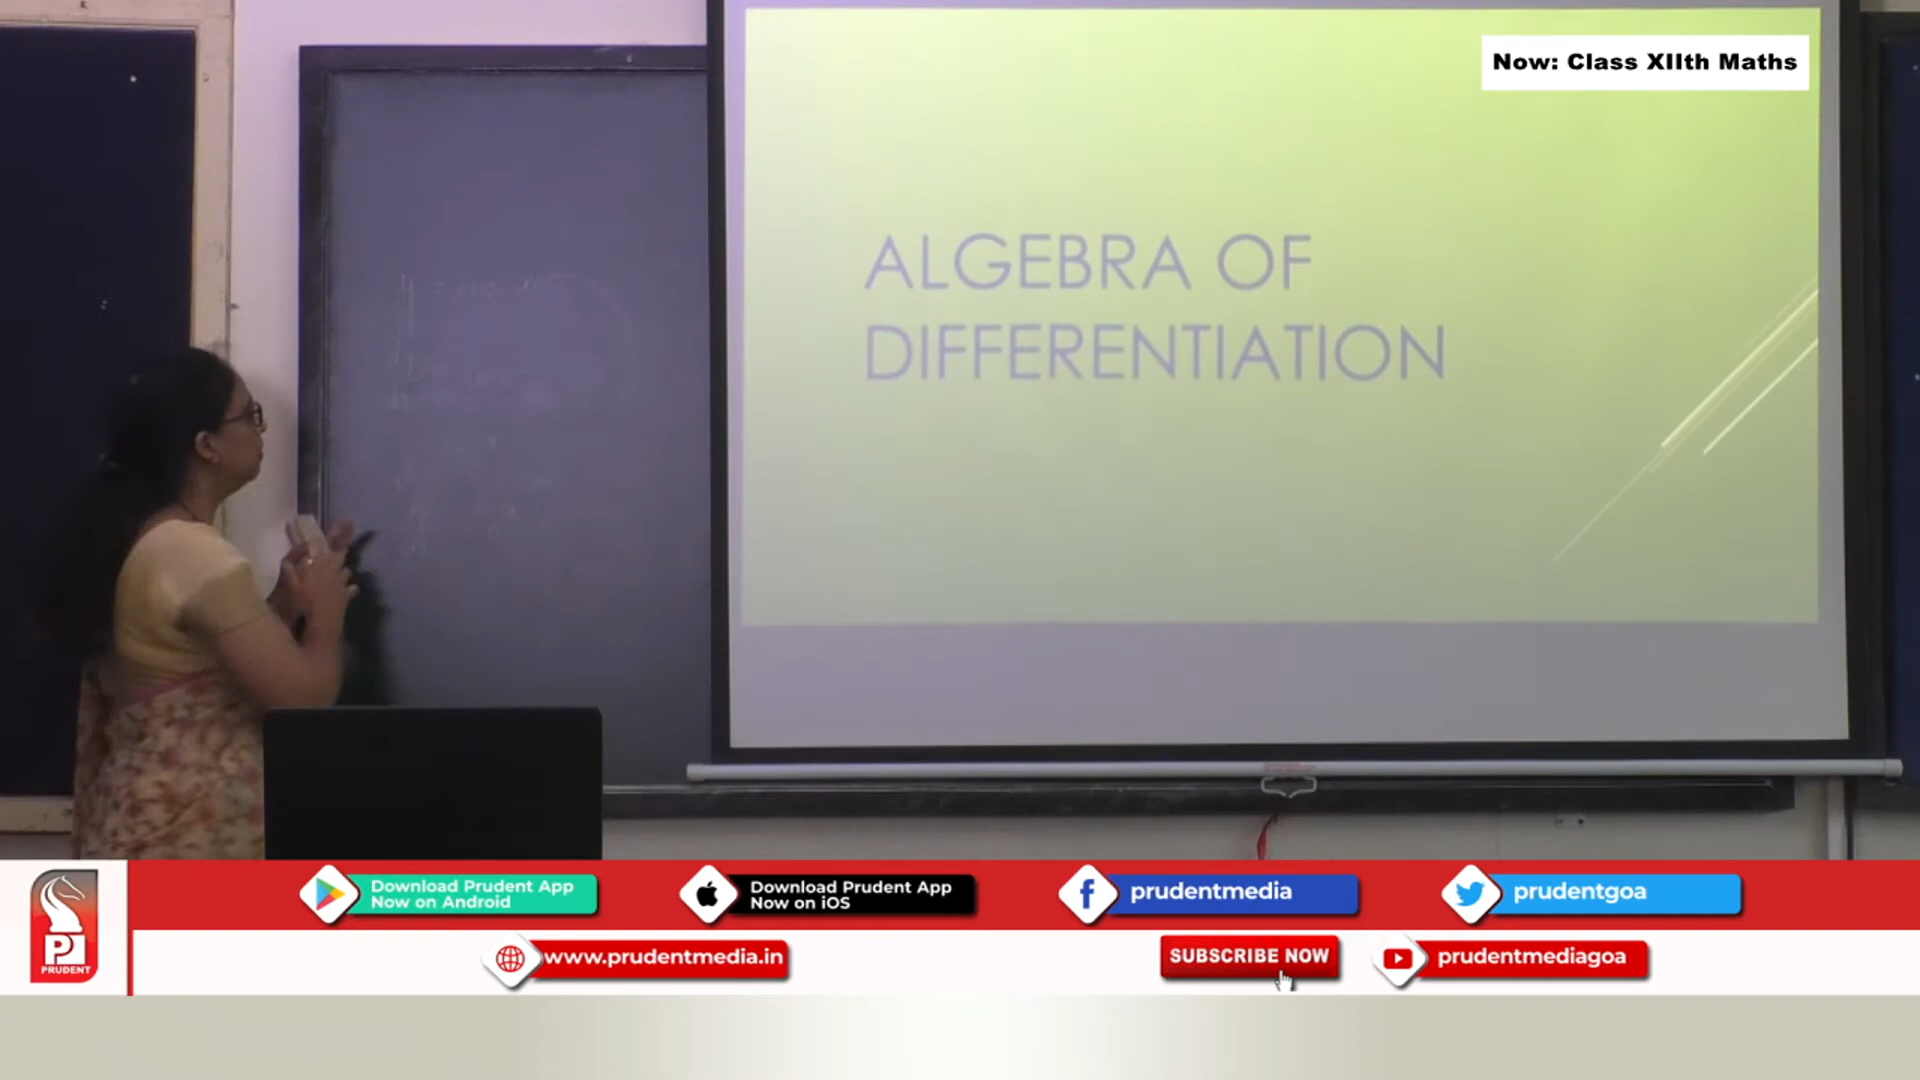 Now: Class XIIth Maths
ALGEBRA OF
DIFFERENTIATION
Download Prudent App
Now on Android
Download Prudent App
Now on iOS
prudentmedia
prudentgoa
PRUDENT
www.prudentmedia.in
SUBSCRIBE NOW
prudentmediagoa